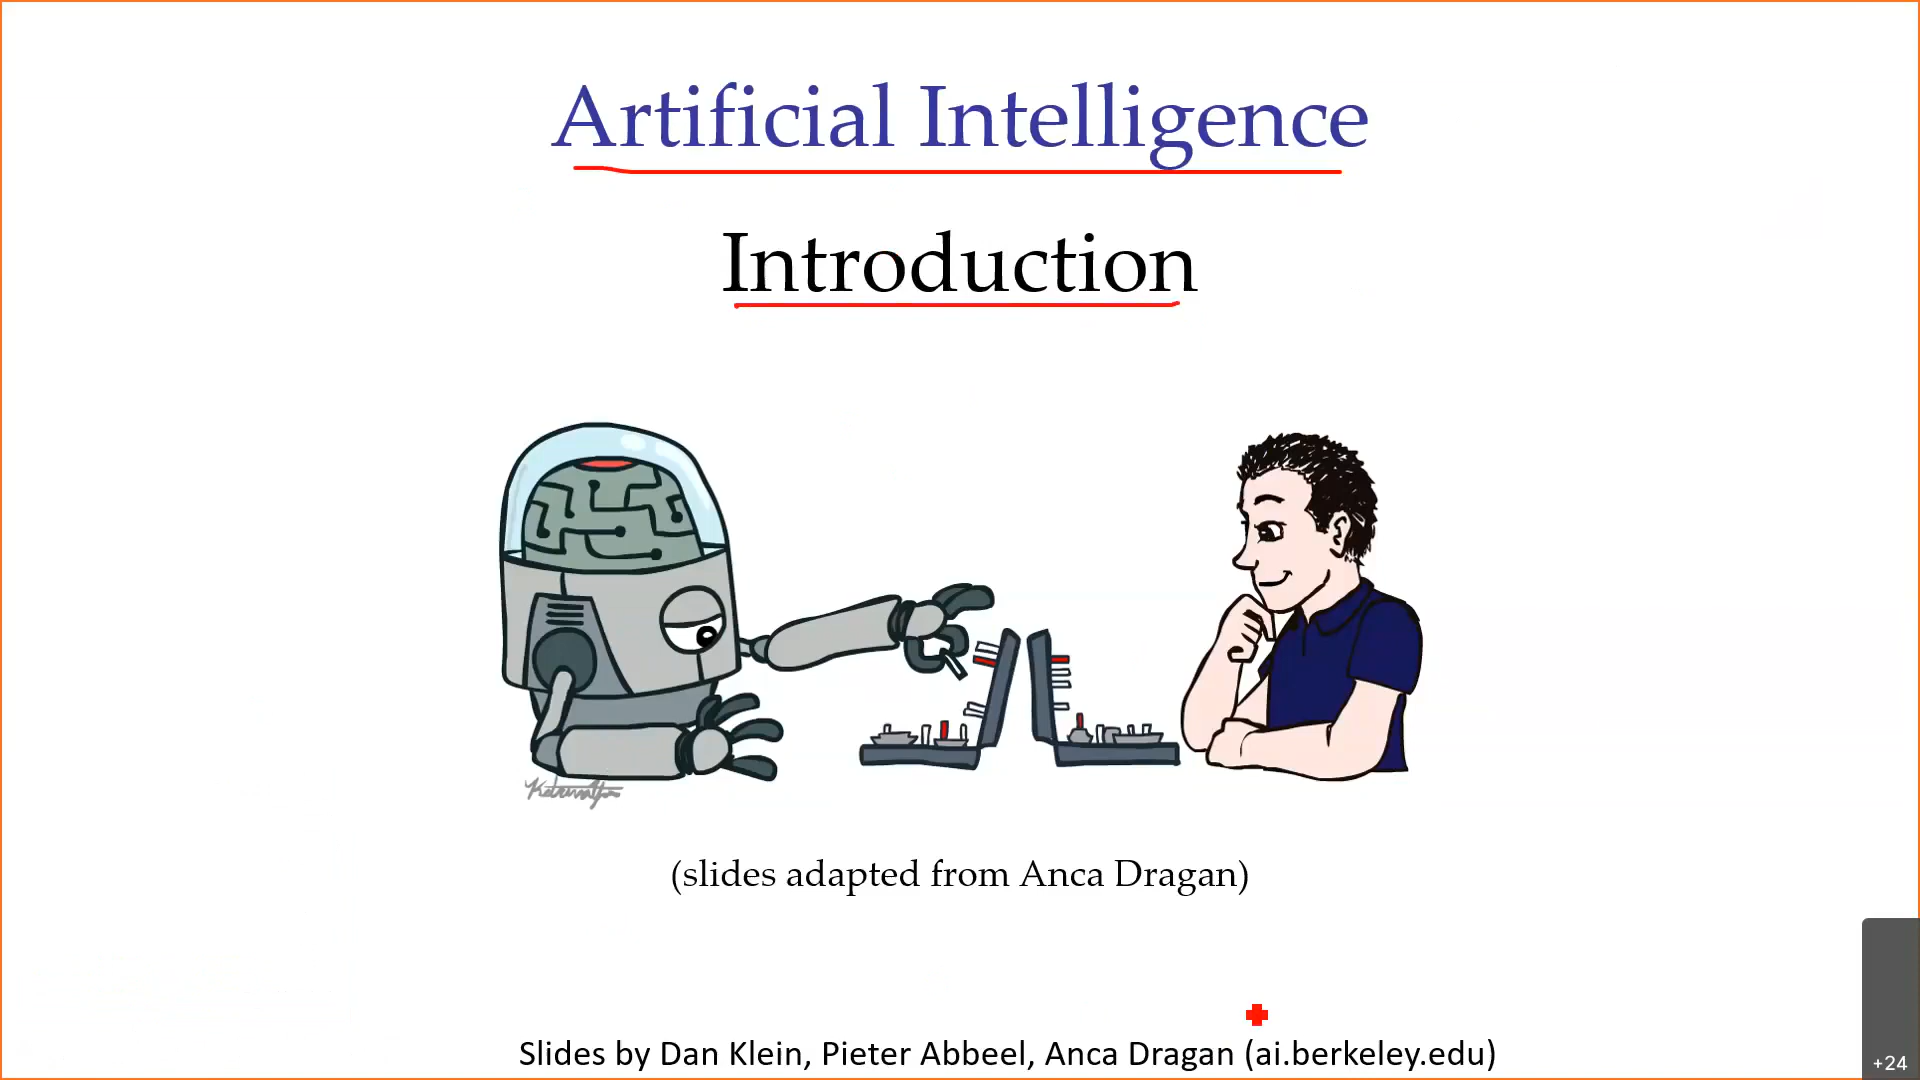 Artificial Intelligence
Introduction
(slides adapted from Anca Dragan)
Slides by Dan Klein, Pieter Abbeel, Anca Dragan (ai.berkeley.edu)
+24